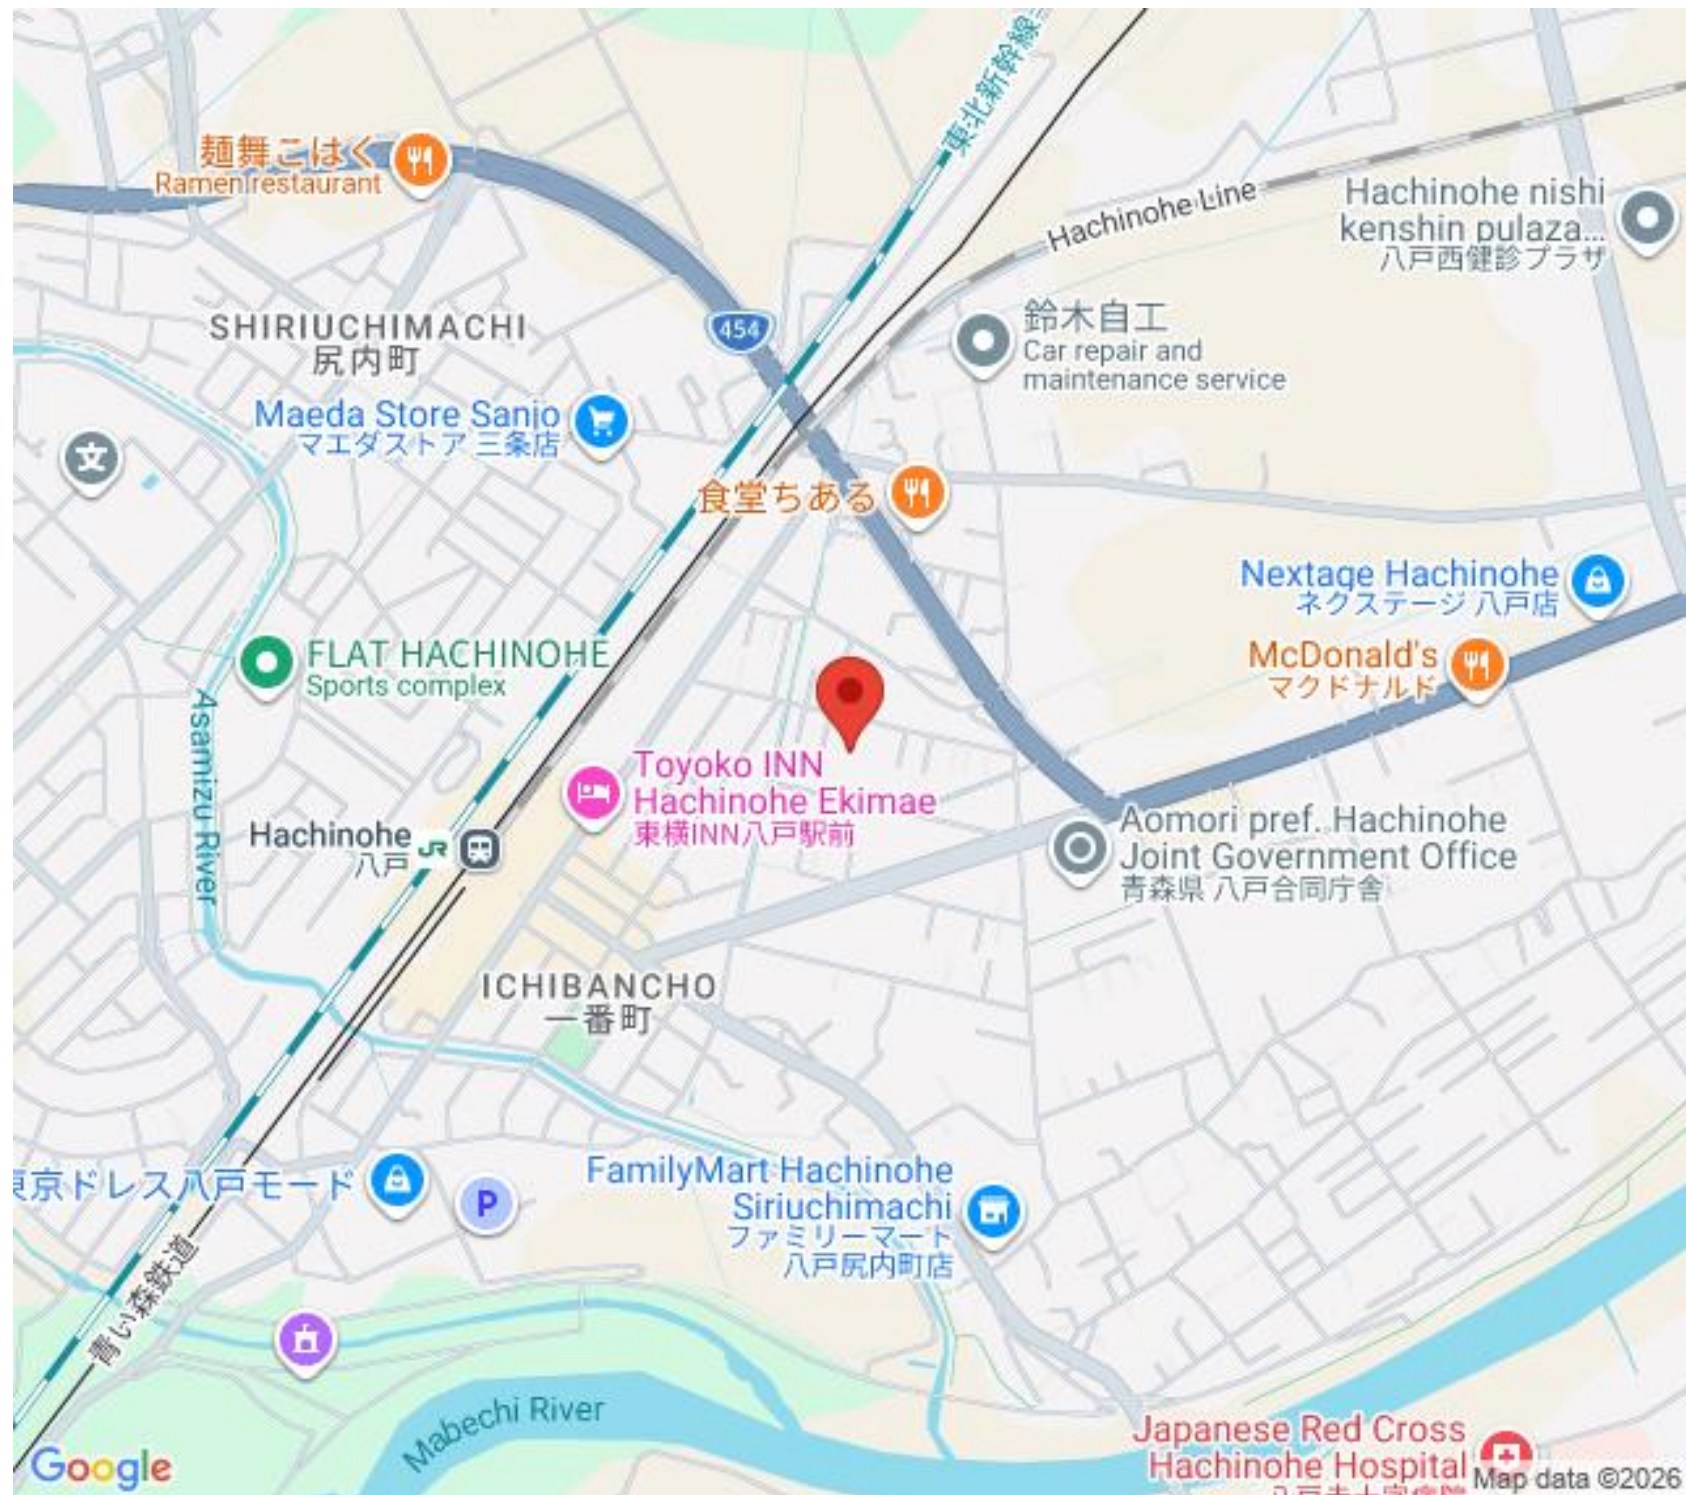 東北新幹線
麺舞こはく
Ramen restaurant
Hachinohe Line
Hachinohe nishi
kenshin pulaza...
八戸西健診プラザ
SHIRIUCHIMACHI
尻内町
454
鈴木自工
Car repair and
maintenance service
Maeda Store Sanjo
マエダストア 三条店
文
食堂ちある
Nextage Hachinohe
ネクステージ 八戸店
McDonald's
マクドナルド
FLAT HACHINOHE
Sports complex
Asamizu River
Toyoko INN
Hachinohe Ekimae
東横INN八戸駅前
Hachinohe
八戸
JR
Aomori pref. Hachinohe
Joint Government Office
青森県 八戸合同庁舎
ICHIBANCHO
一番町
京ドレス八戸モード
P
FamilyMart Hachinohe
Siriuchimachi
ファミリーマート
八戸尻内町店
青い森鉄道
Mabechi River
Japanese Red Cross
Hachinohe Hospital
Google
Map data ©2026